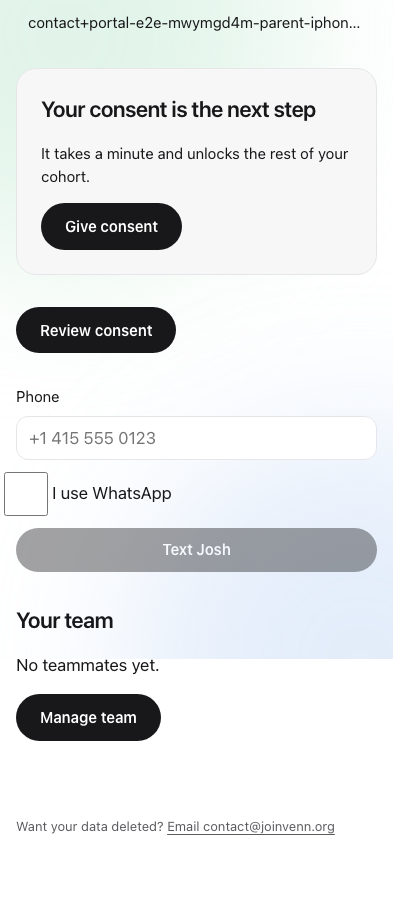 contact+portal-e2e-mwymgd4m-parent-iphon...
Your consent is the next step
It takes a minute and unlocks the rest of your
cohort.
Give consent
Review consent
Phone
+1 415 555 0123
I use WhatsApp
Text Josh
Your team
No teammates yet.
Manage team
Want your data deleted? Email contact@joinvenn.org